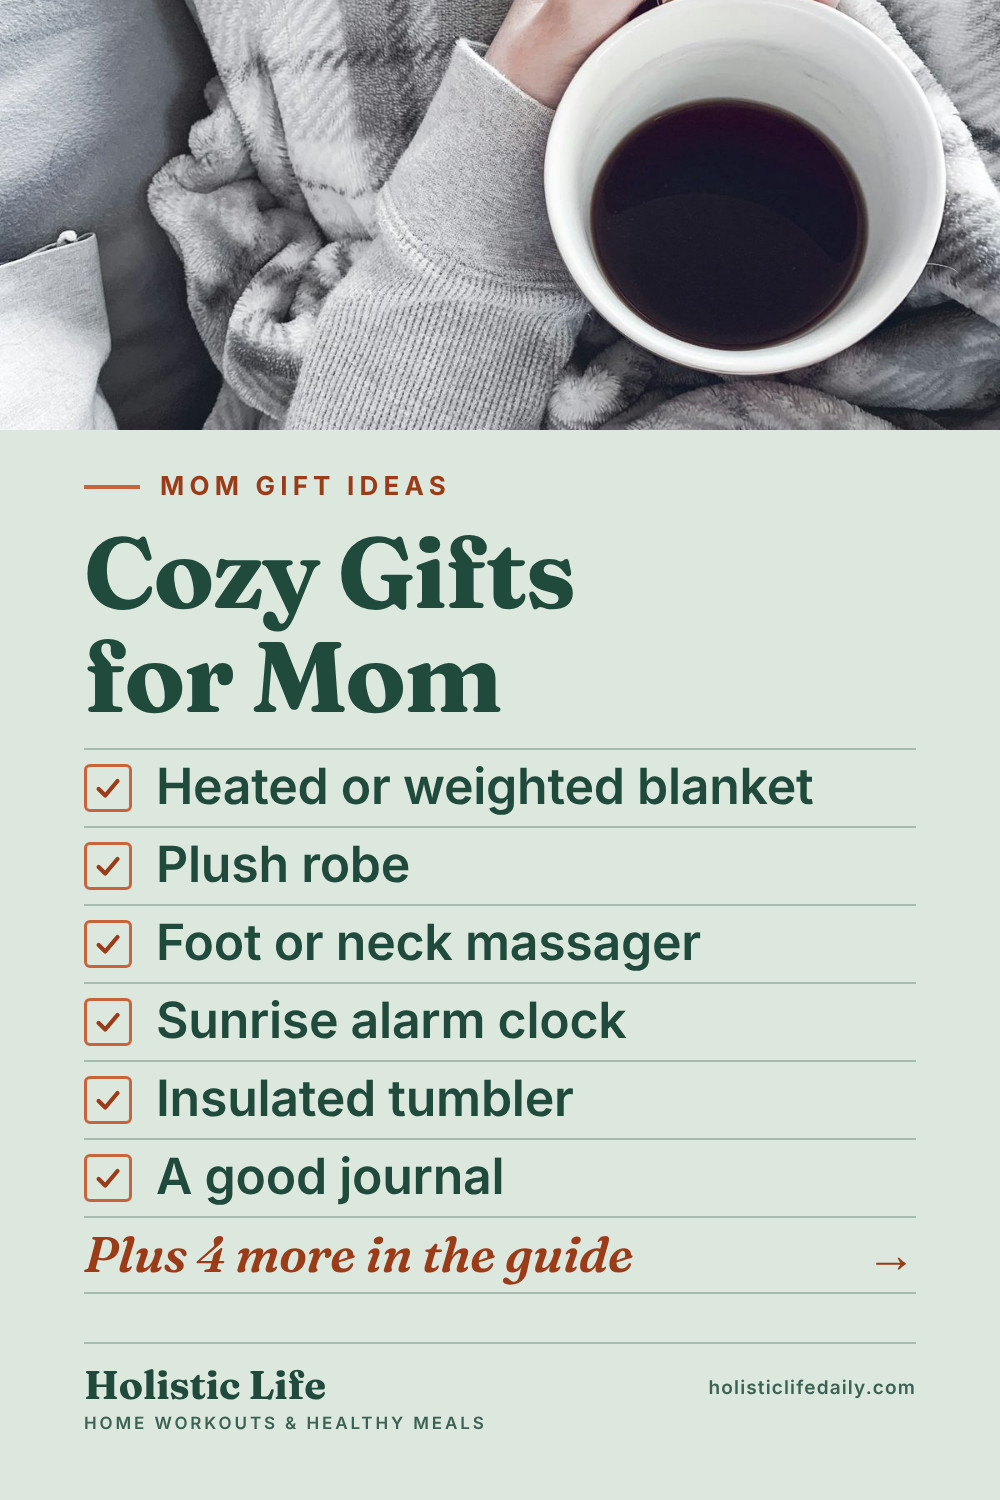 MOM GIFT IDEAS
Cozy Gifts
for Mom
Heated or weighted blanket
Plush robe
Foot or neck massager
Sunrise alarm clock
Insulated tumbler
A good journal
Plus 4 more in the guide →
Holistic Life
holisticlifedaily.com
HOME WORKOUTS & HEALTHY MEALS